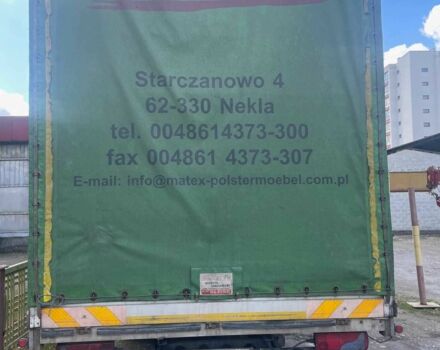 Starczanowo 4
62-330 Nekla
tel. 0048614373-300
fax 004861 4373-307
E-mail: info@matex-polstermoebel.com.pl